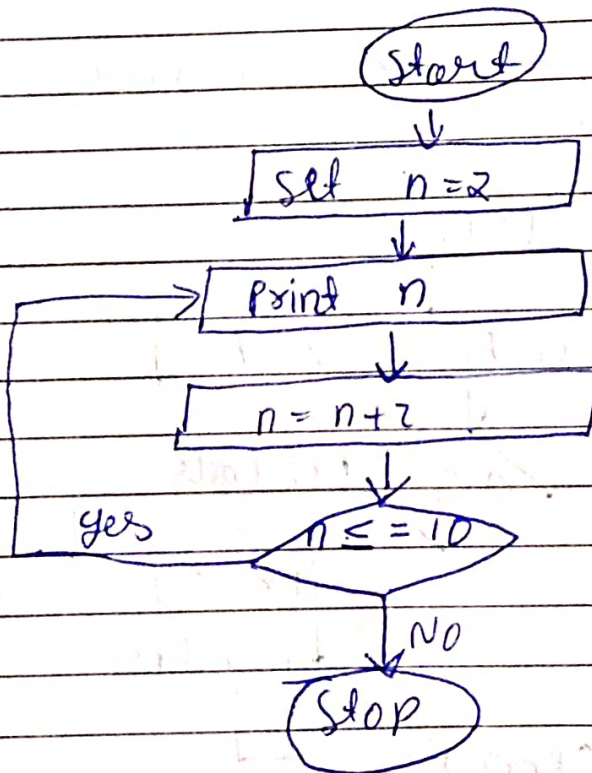 Start
Set n=2
Print n
n = n+2
n <= = 10
yes
NO
Stop